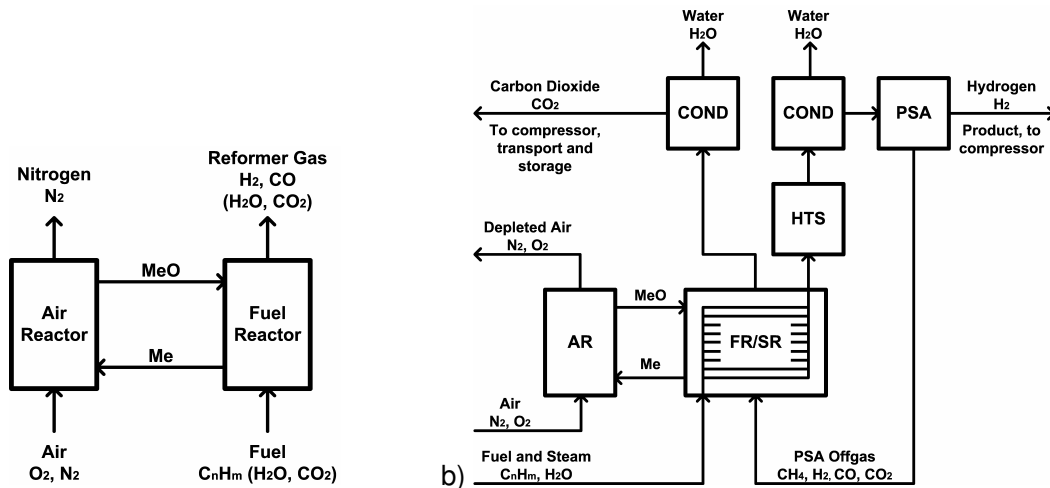 Nitrogen
N2
Reformer Gas
H2, CO
(H2O, CO2)
MeO
Air
Reactor
Fuel
Reactor
Me
Air
O2, N2
Fuel
CnHm (H2O, CO2)
b)
Water
H2O
Water
H2O
Carbon Dioxide
CO2
To compressor,
transport and
storage
COND
COND
PSA
Hydrogen
H2
Product, to
compressor
HTS
Depleted Air
N2, O2
MeO
AR
FR/SR
Me
Air
N2, O2
Fuel and Steam
CnHm, H2O
PSA Offgas
CH4, H2, CO, CO2